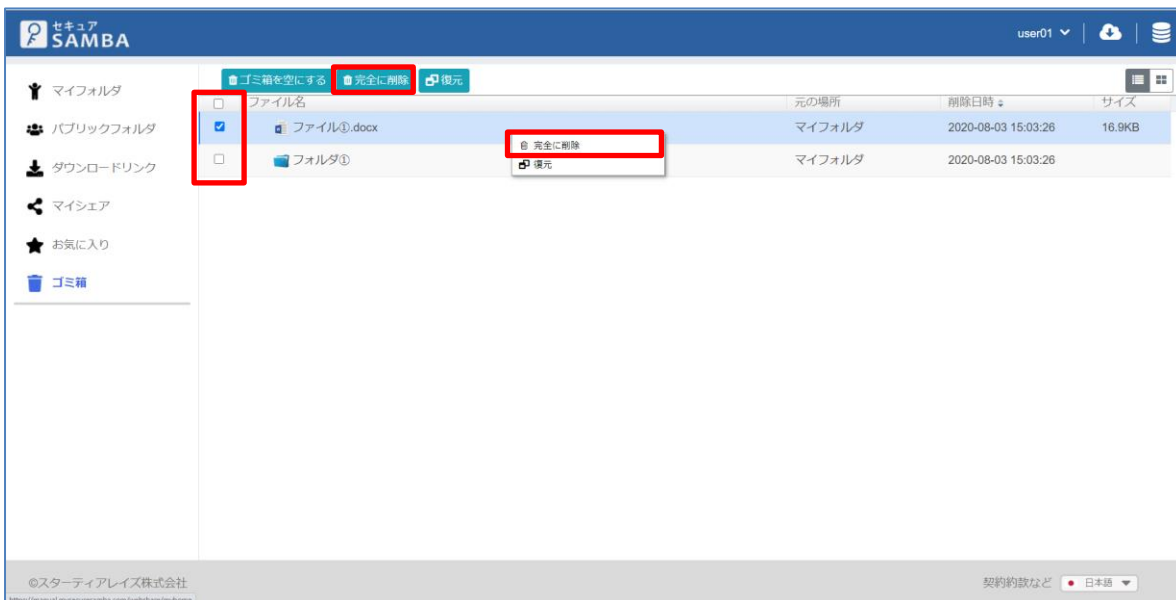 セキュア
SAMBA
user01
マイフォルダ
パブリックフォルダ
ダウンロードリンク
マイシェア
お気に入り
ゴミ箱
ゴミ箱を空にする 完全に削除 復元
ファイル名 元の場所 削除日時 サイズ
ファイル①.docx マイフォルダ 2020-08-03 15:03:26 16.9KB
フォルダ① マイフォルダ 2020-08-03 15:03:26
完全に削除
復元
©スターティアレイズ株式会社 契約約款など 日本語